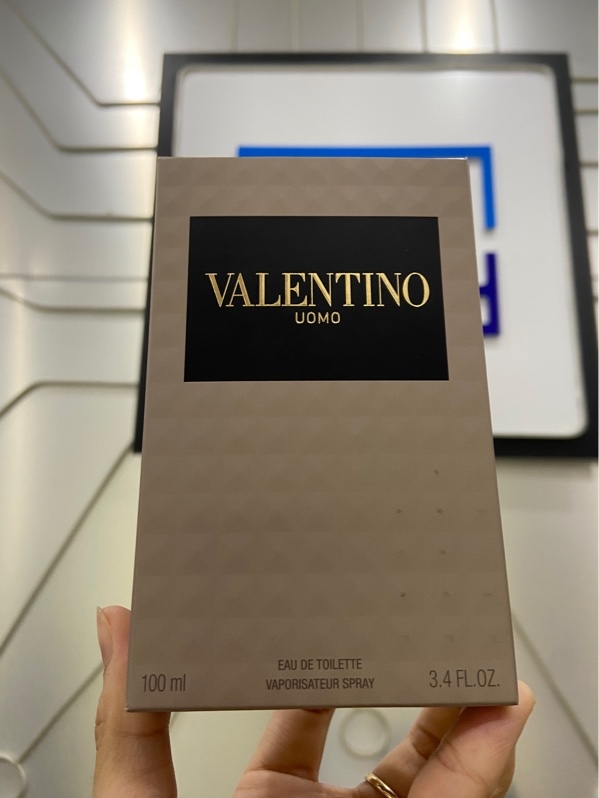 VALENTINO
UOMO
EAU DE TOILETTE
100 ml VAPORISATEUR SPRAY 3.4 FL.OZ.